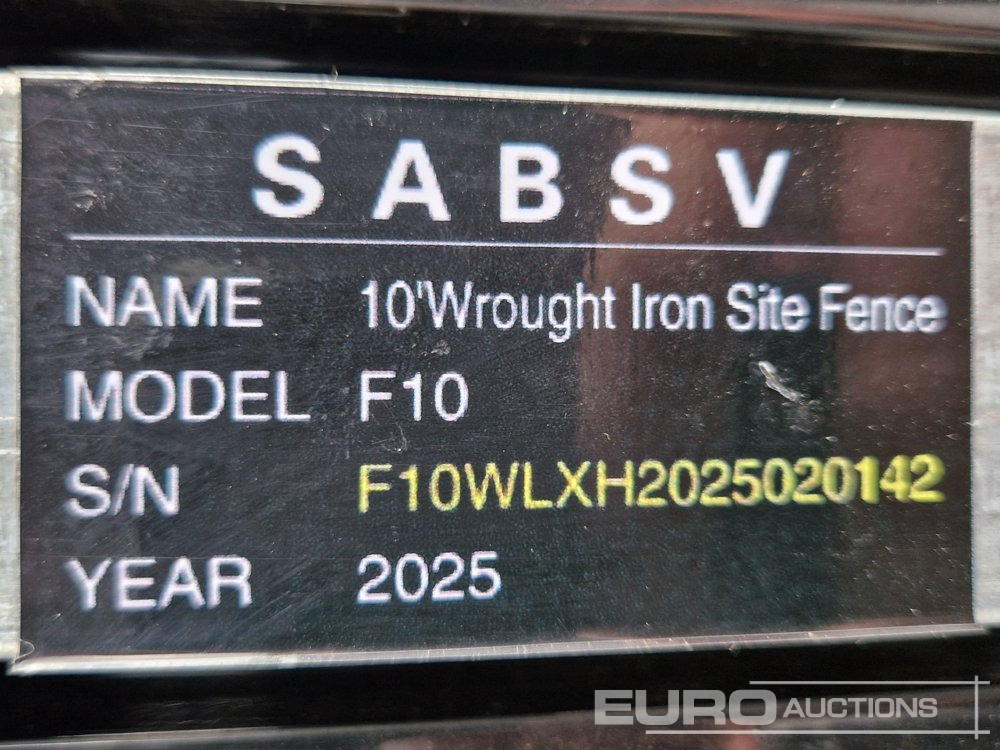 SABSV
NAME 10'Wrought Iron Site Fence
MODEL F10
S/N F10WLXH2025020142
YEAR 2025
EURO AUCTIONS